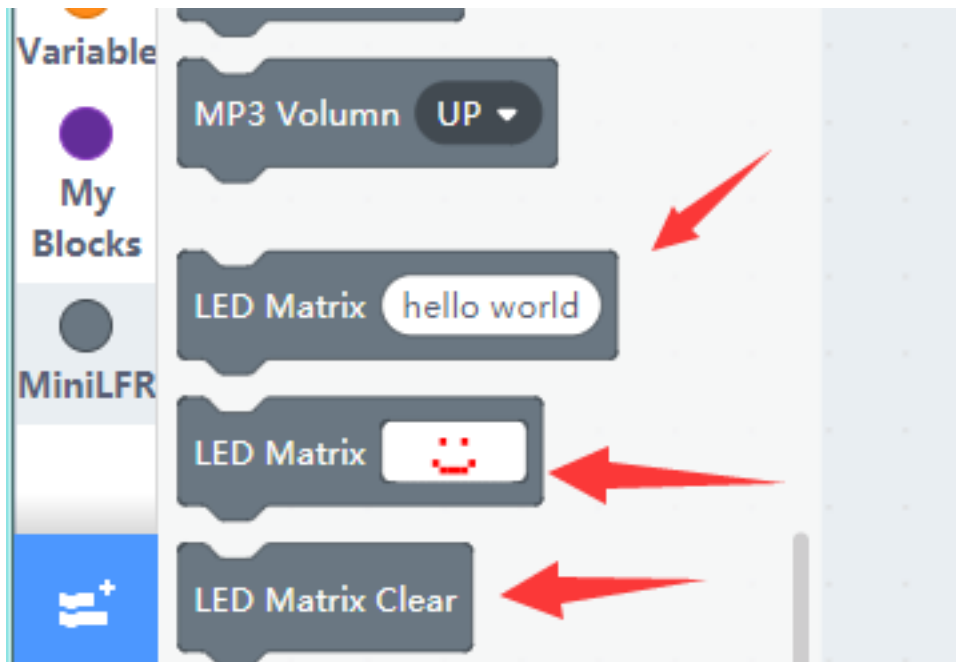 Variable
MP3 Volumn UP
My
Blocks
LED Matrix hello world
MiniLFR
LED Matrix
LED Matrix Clear